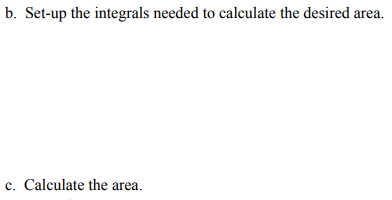 b. Set-up the integrals needed to calculate the desired area.
c. Calculate the area.